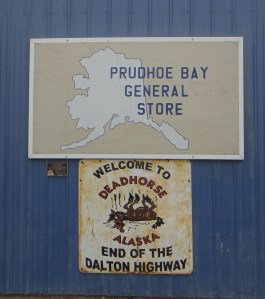 PRUDHOE BAY
GENERAL
STORE
WELCOME TO
DEADHORSE
ALASKA
END OF THE
DALTON HIGHWAY